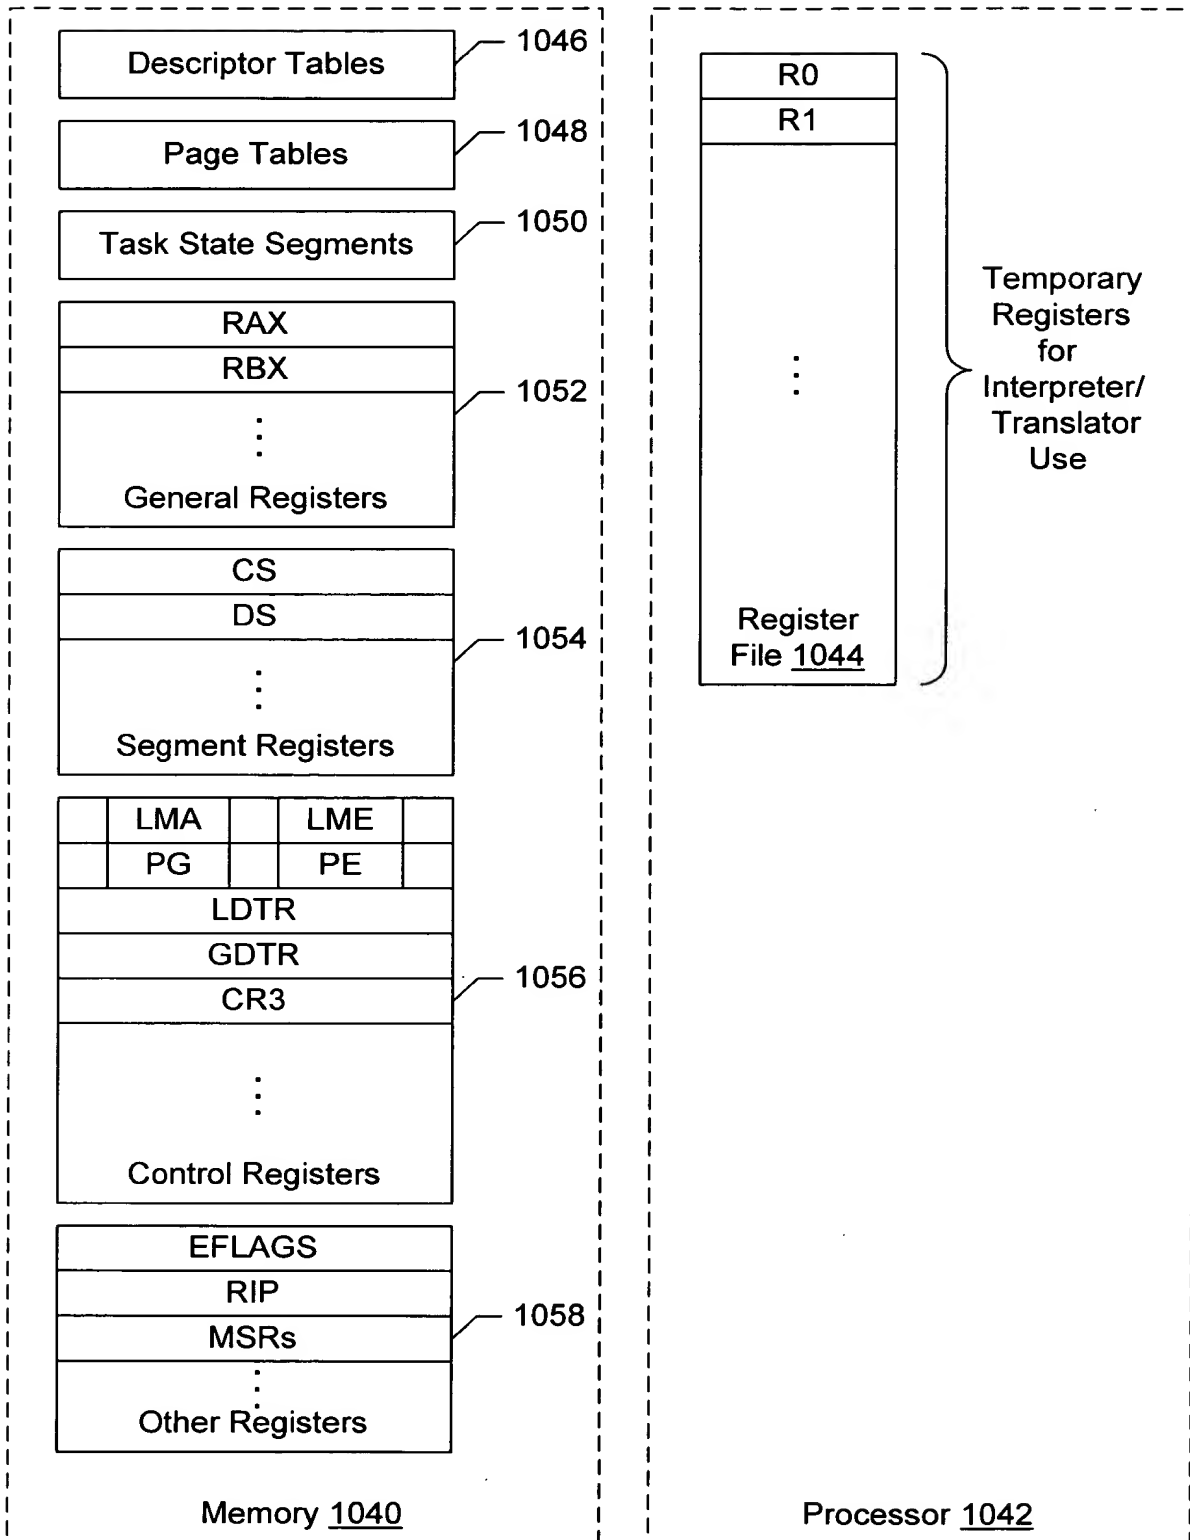 Descriptor Tables
1046
Page Tables
1048
Task State Segments
1050
RAX
RBX
1052
General Registers
CS
DS
1054
Segment Registers
LMA LME
PG PE
LDTR
GDTR
1056
CR3
Control Registers
EFLAGS
RIP
1058
MSRs
Other Registers
Memory 1040
R0
R1
Temporary
Registers
for
Interpreter/
Translator
Use
Register
File 1044
Processor 1042